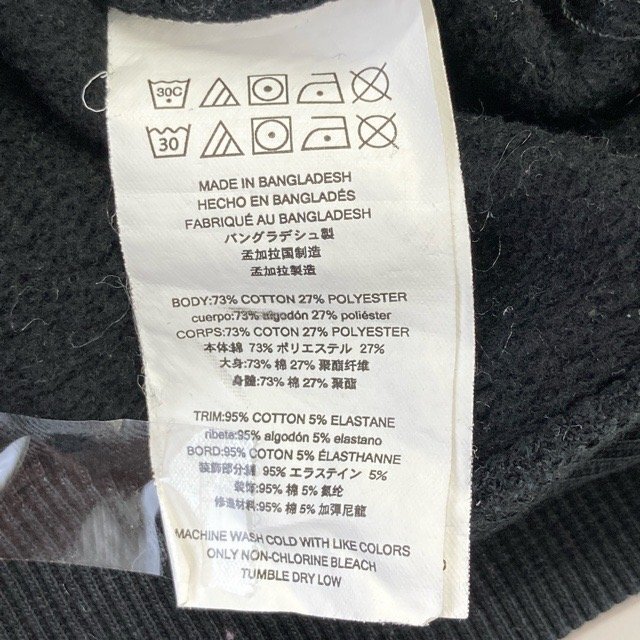 30C
30
MADE IN BANGLADESH
HECHO EN BANGLADÉS
FABRIQUÉ AU BANGLADESH
バングラデシュ製
孟加拉国制造
孟加拉製造
BODY:73% COTTON 27% POLYESTER
cuerpo:73% algodón 27% poliéster
CORPS:73% COTON 27% POLYESTER
本体綿 73% ポリエステル 27%
大身:73% 棉 27% 聚酯纤维
身體:73% 棉 27% 聚酯
TRIM:95% COTTON 5% ELASTANE
ribete:95% algodón 5% elastano
BORD:95% COTON 5% ÉLASTHANNE
装飾部分綿 95% エラステイン 5%
装饰:95% 棉 5% 氨纶
修邊材料:95% 棉 5% 加彈尼龍
MACHINE WASH COLD WITH LIKE COLORS
ONLY NON-CHLORINE BLEACH
TUMBLE DRY LOW